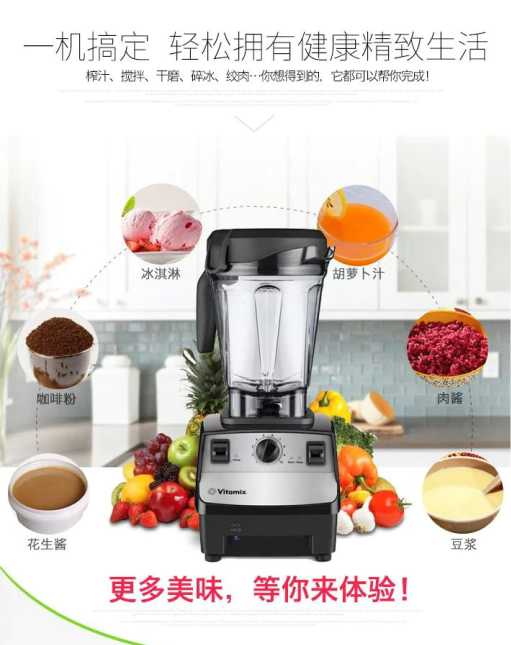 一机搞定 轻松拥有健康精致生活
榨汁、搅拌、干磨、碎冰、绞肉…你想得到的，它都可以帮你完成！
冰淇淋
胡萝卜汁
咖啡粉
肉酱
花生酱
豆浆
Vitamix
更多美味，等你来体验！